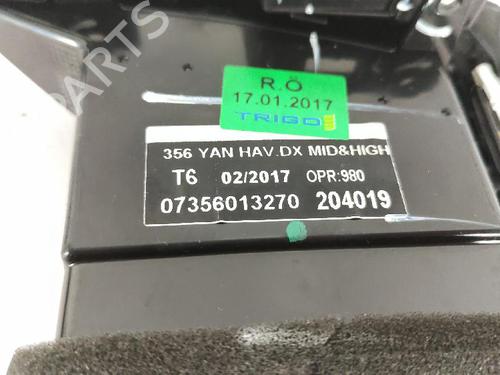 PARTS
R.Ö
17.01.2017
TRIGO
356 YAN HAV.DX MID&HIGH
T6 02/2017 OPR:980
07356013270 204019